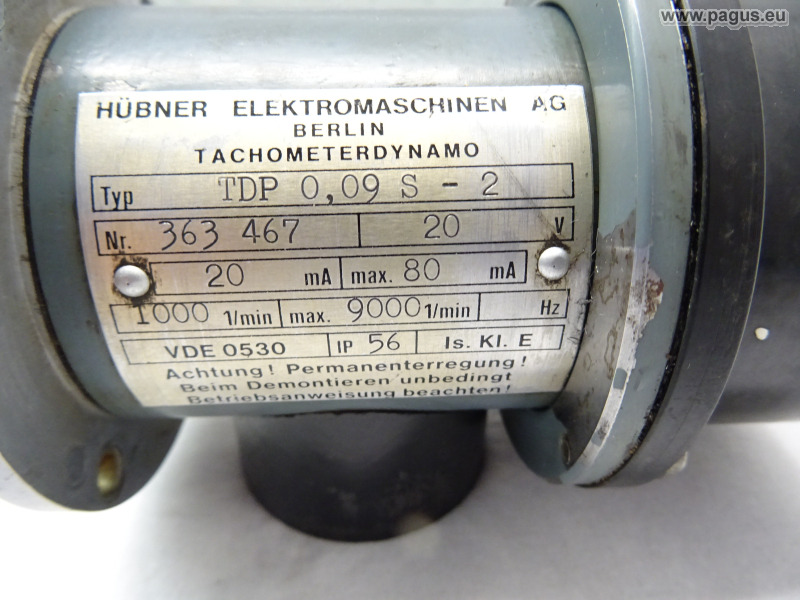 www.pagus.eu
HÜBNER ELEKTROMASCHINEN AG
BERLIN
TACHOMETERDYNAMO
Typ TDP 0,09 S - 2
Nr. 363 467 20 V
20 mA max. 80 mA
1000 1/min max. 9000 1/min Hz
VDE 0530 IP 56 Is. Kl. E
Achtung! Permanenterregung!
Beim Demontieren unbedingt
Betriebsanweisung beachten!